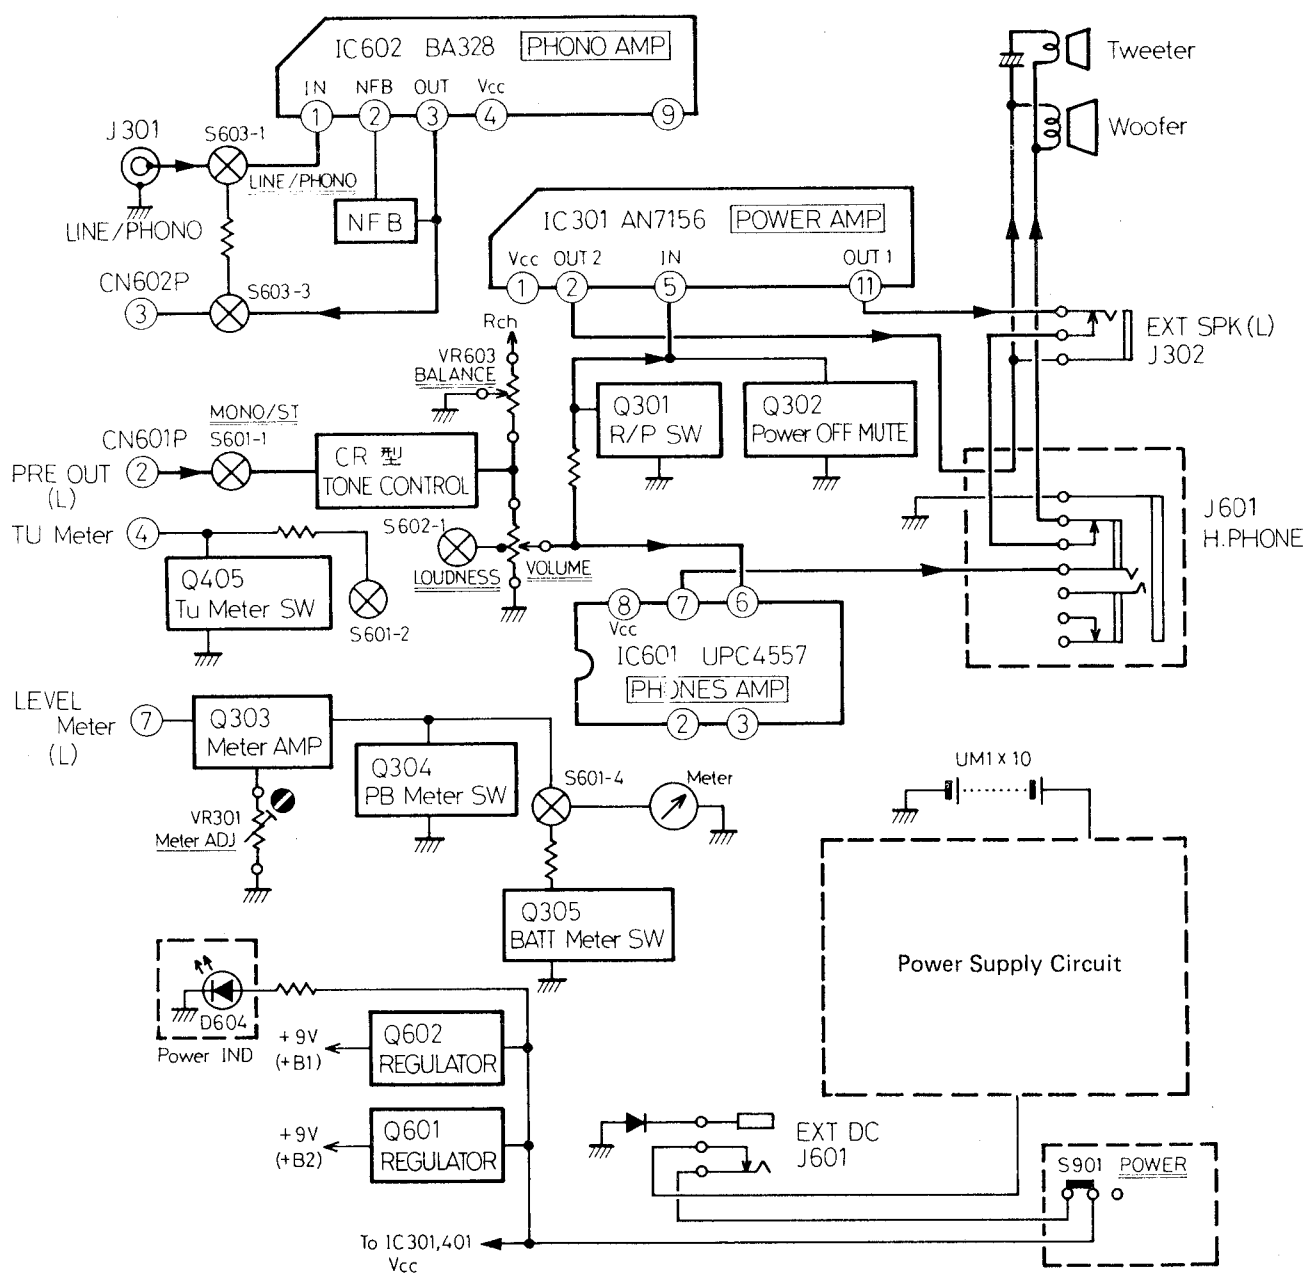 IC602 BA328 PHONO AMP
IN NFB OUT Vcc
1 2 3 4 9
J301
S603-1
LINE/PHONO
LINE/PHONO
NFB
CN602P
3
S603-3
Tweeter
Woofer
IC301 AN7156 POWER AMP
Vcc OUT 2 IN OUT 1
1 2 5 11
EXT SPK (L)
J302
Rch
VR603
BALANCE
Q301
R/P SW
Q302
Power OFF MUTE
MONO/ST
CN601P S601-1
2
PRE OUT
(L)
CR 型
TONE CONTROL
J601
H.PHONE
TU Meter 4
S602-1
LOUDNESS
VOLUME
Q405
Tu Meter SW
S601-2
8 7 6
Vcc
IC601 UPC4557
PHONES AMP
2 3
LEVEL
Meter 7
(L)
Q303
Meter AMP
Q304
PB Meter SW
S601-4
Meter
VR301
Meter ADJ
UM1 x 10
Q305
BATT Meter SW
Power Supply Circuit
D604
Power IND
+9V
(+B1)
Q602
REGULATOR
+9V
(+B2)
Q601
REGULATOR
EXT DC
J601
S901 POWER
To IC301,401
Vcc